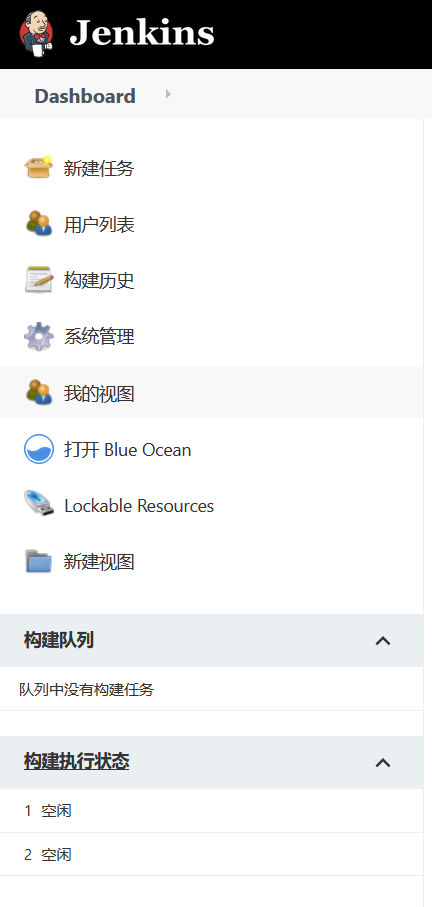 Jenkins
Dashboard
新建任务
用户列表
构建历史
系统管理
我的视图
打开 Blue Ocean
Lockable Resources
新建视图
构建队列
队列中没有构建任务
构建执行状态
1 空闲
2 空闲